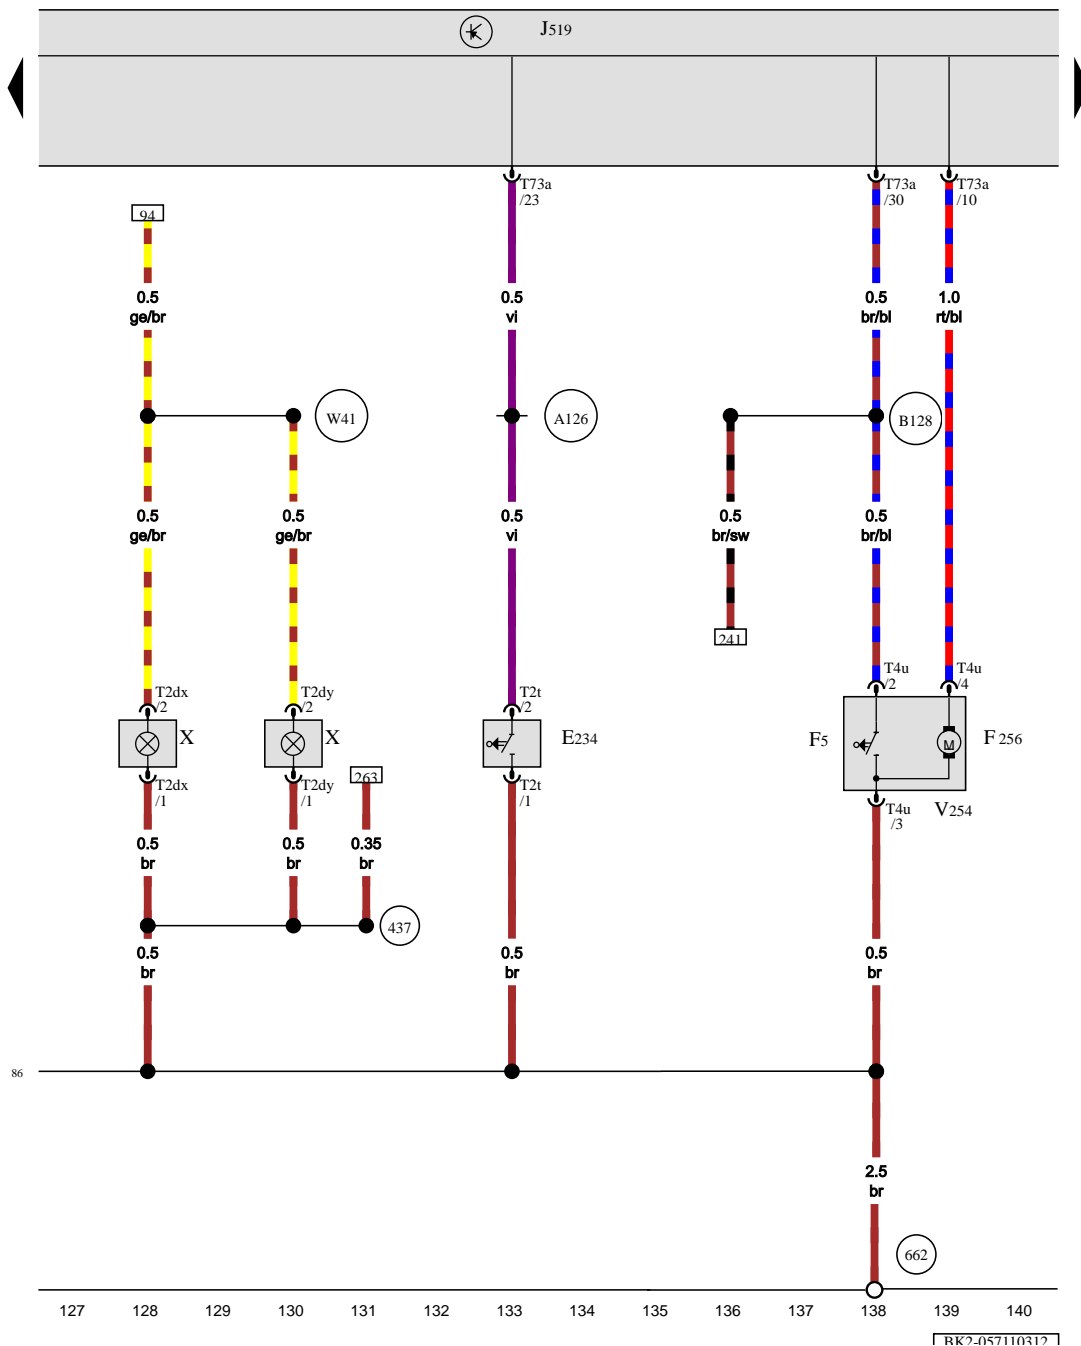 J519
T73a /23
T73a /30
T73a /10
94
0.5 ge/br
0.5 vi
0.5 br/bl
1.0 rt/bl
W41
A126
B128
0.5 ge/br
0.5 ge/br
0.5 vi
0.5 br/sw
0.5 br/bl
241
T2dx /2
T2dy /2
T2t /2
T4u /2
T4u /4
X
X
E234
F5
M
F256
T2dx /1
T2dy /1
263
T2t /1
T4u /3
V254
0.5 br
0.5 br
0.35 br
437
0.5 br
0.5 br
0.5 br
86
2.5 br
662
127 128 129 130 131 132 133 134 135 136 137 138 139 140
BK2-057110312